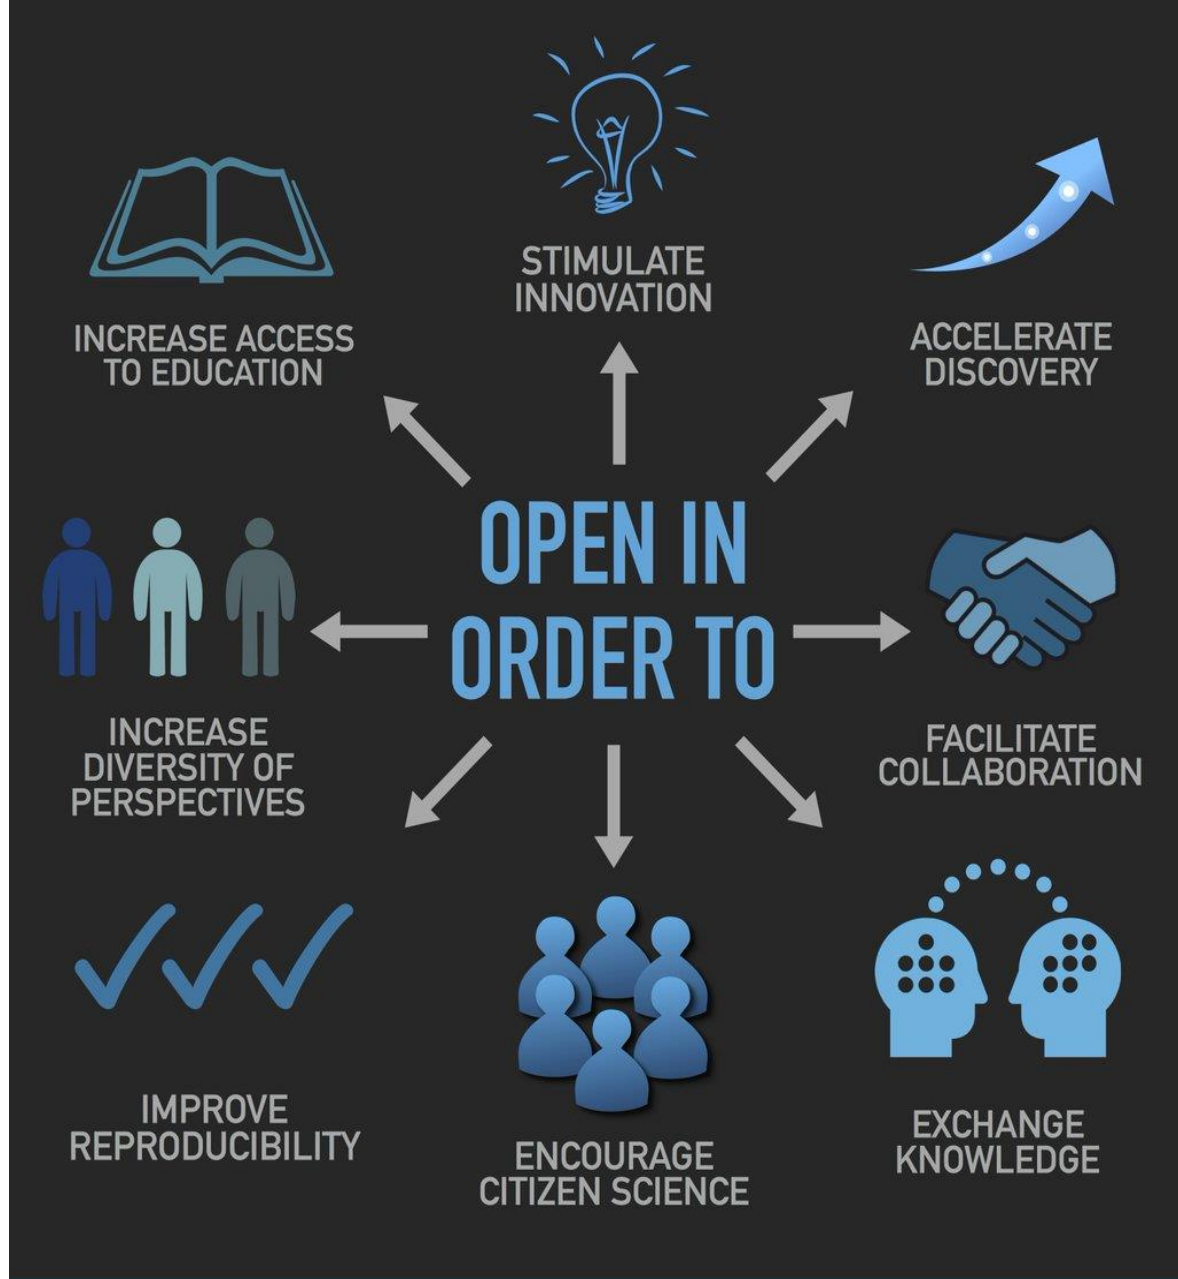 STIMULATE
INNOVATION
INCREASE ACCESS
TO EDUCATION
ACCELERATE
DISCOVERY
OPEN IN
ORDER TO
INCREASE
DIVERSITY OF
PERSPECTIVES
FACILITATE
COLLABORATION
IMPROVE
REPRODUCIBILITY
ENCOURAGE
CITIZEN SCIENCE
EXCHANGE
KNOWLEDGE